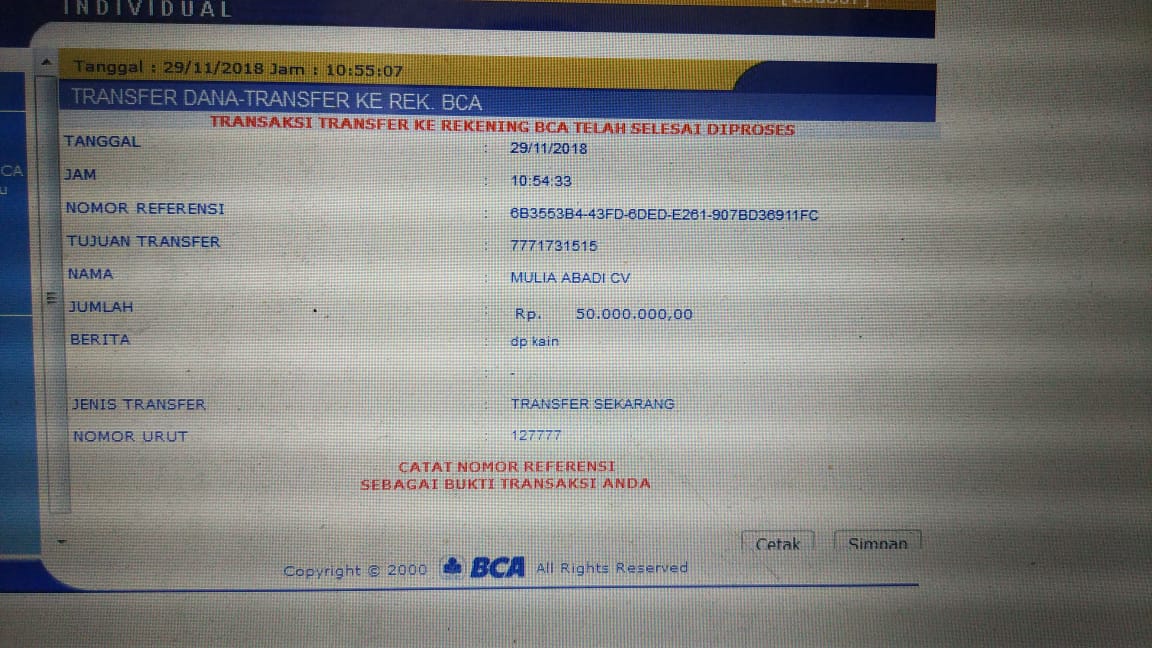 INDIVIDUAL
Tanggal : 29/11/2018 Jam : 10:55:07
TRANSFER DANA-TRANSFER KE REK. BCA
TRANSAKSI TRANSFER KE REKENING BCA TELAH SELESAI DIPROSES
TANGGAL : 29/11/2018
JAM : 10:54:33
NOMOR REFERENSI : 6B3553B4-43FD-6DED-E261-907BD36911FC
TUJUAN TRANSFER : 7771731515
NAMA : MULIA ABADI CV
JUMLAH : Rp. 50.000.000,00
BERITA : dp kain
: -
JENIS TRANSFER : TRANSFER SEKARANG
NOMOR URUT : 127777
CATAT NOMOR REFERENSI
SEBAGAI BUKTI TRANSAKSI ANDA
Cetak Simpan
Copyright © 2000 BCA All Rights Reserved